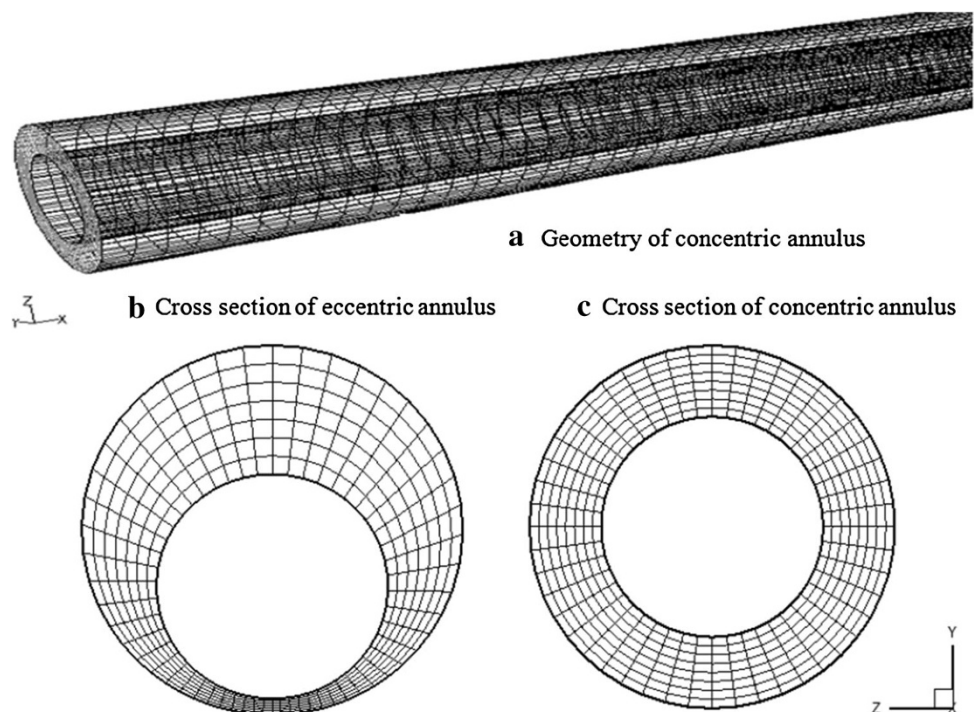 a Geometry of concentric annulus
Z
Y X
b Cross section of eccentric annulus
c Cross section of concentric annulus
Y
Z X